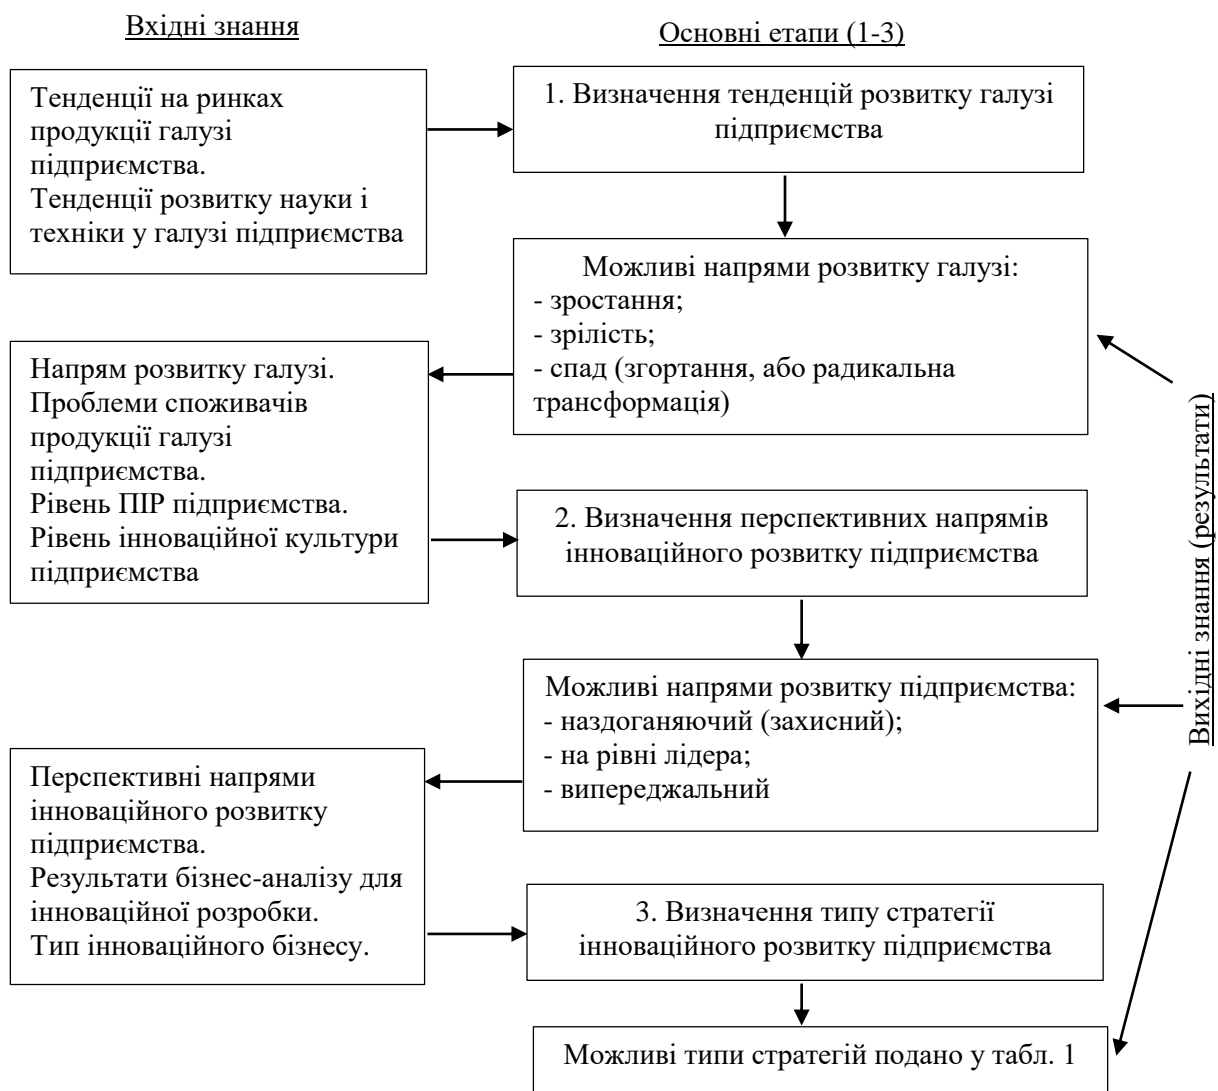 Вхідні знання
Основні етапи (1-3)
Тенденції на ринках
продукції галузі
підприємства.
Тенденції розвитку науки і
техніки у галузі підприємства
1. Визначення тенденцій розвитку галузі
підприємства
Можливі напрями розвитку галузі:
- зростання;
- зрілість;
- спад (згортання, або радикальна
трансформація)
Напрям розвитку галузі.
Проблеми споживачів
продукції галузі
підприємства.
Рівень ПІР підприємства.
Рівень інноваційної культури
підприємства
2. Визначення перспективних напрямів
інноваційного розвитку підприємства
Можливі напрями розвитку підприємства:
- наздоганяючий (захисний);
- на рівні лідера;
- випереджальний
Перспективні напрями
інноваційного розвитку
підприємства.
Результати бізнес-аналізу для
інноваційної розробки.
Тип інноваційного бізнесу.
3. Визначення типу стратегії
інноваційного розвитку підприємства
Можливі типи стратегій подано у табл. 1
Вихідні знання (результати)